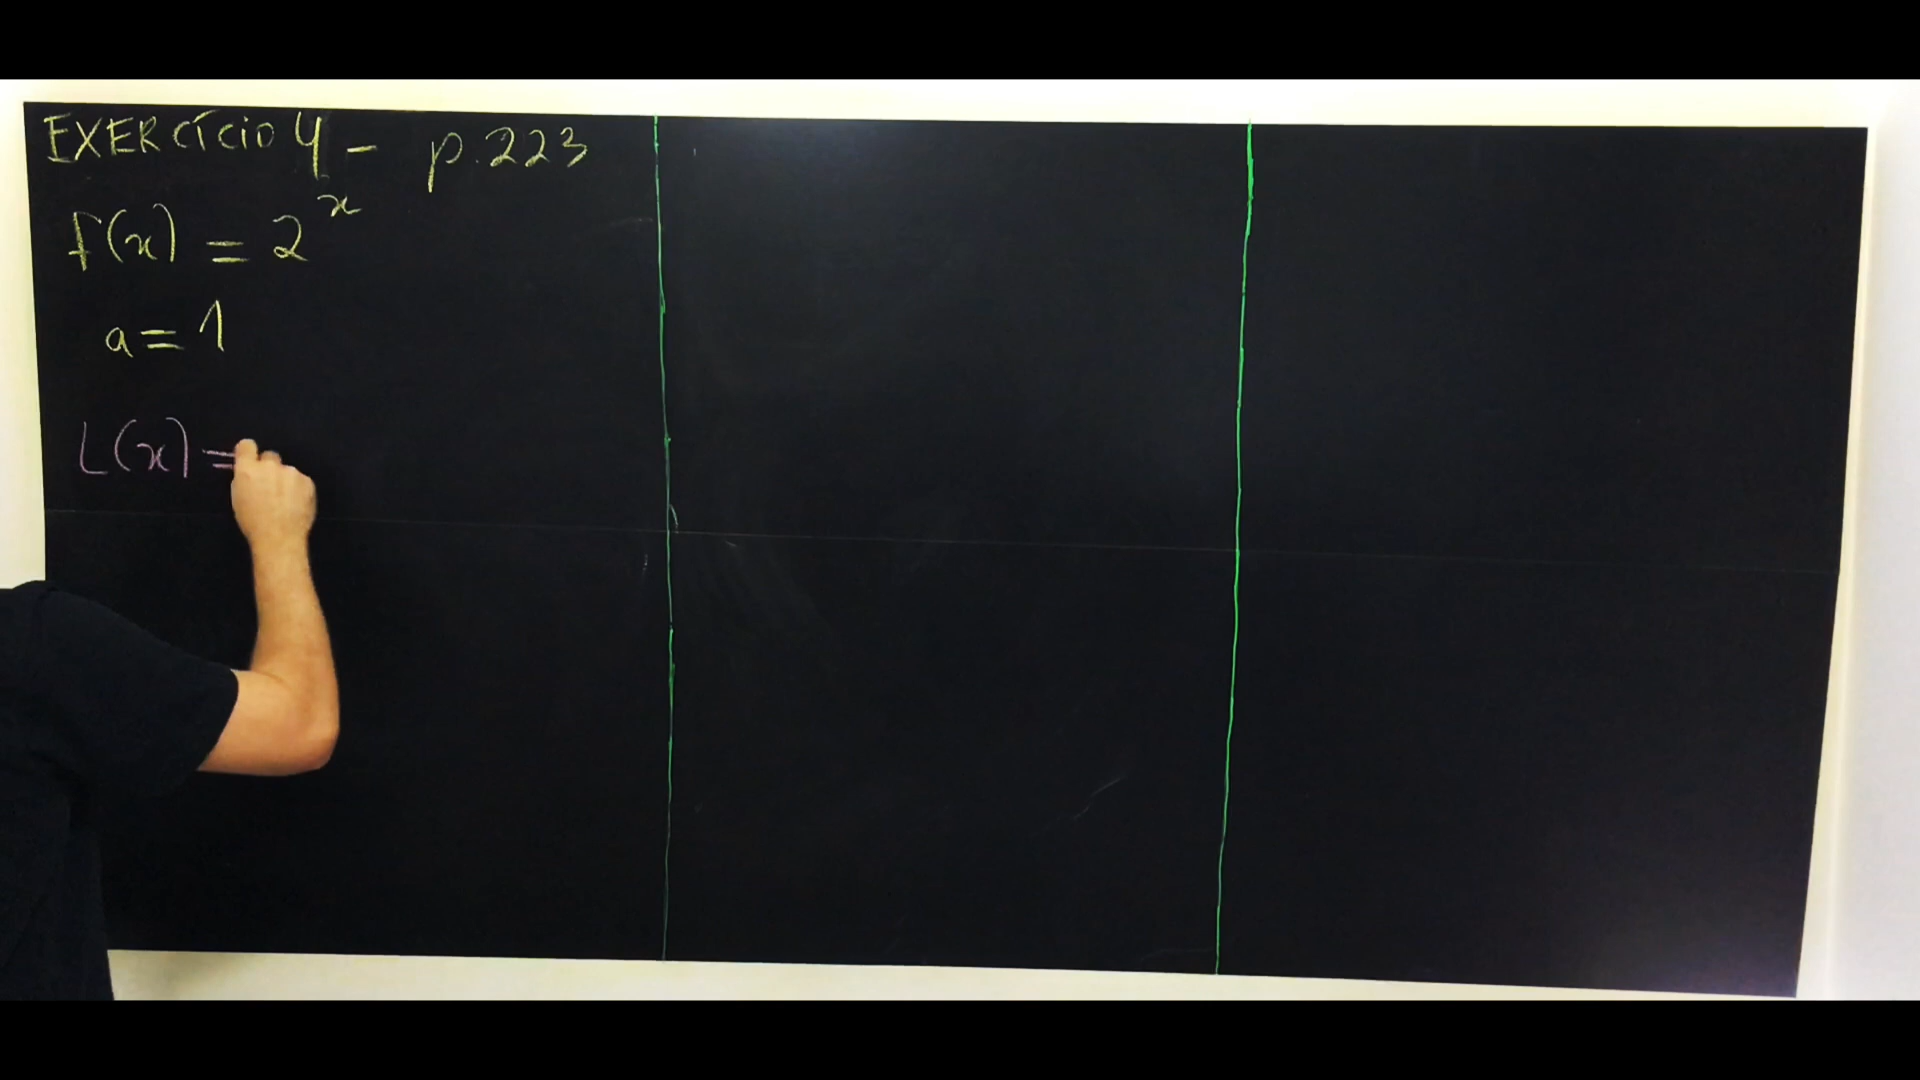 EXERCÍCIO 4 - p.223
f(x) = 2^x
a = 1
L(x) =